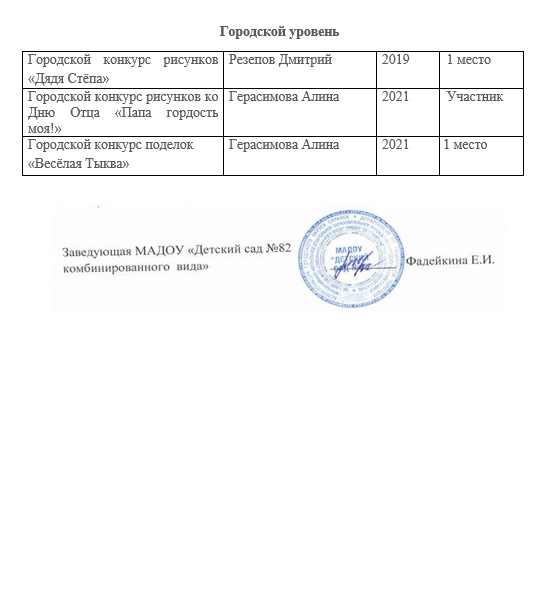 Городской уровень
Городской конкурс рисунков «Дядя Стёпа» Резепов Дмитрий 2019 1 место
Городской конкурс рисунков ко Дню Отца «Папа гордость моя!» Герасимова Алина 2021 Участник
Городской конкурс поделок «Весёлая Тыква» Герасимова Алина 2021 1 место
Заведующая МАДОУ «Детский сад №82
комбинированного вида»
МАДОУ
"ДЕТСКИЙ
Фадейкина Е.И.